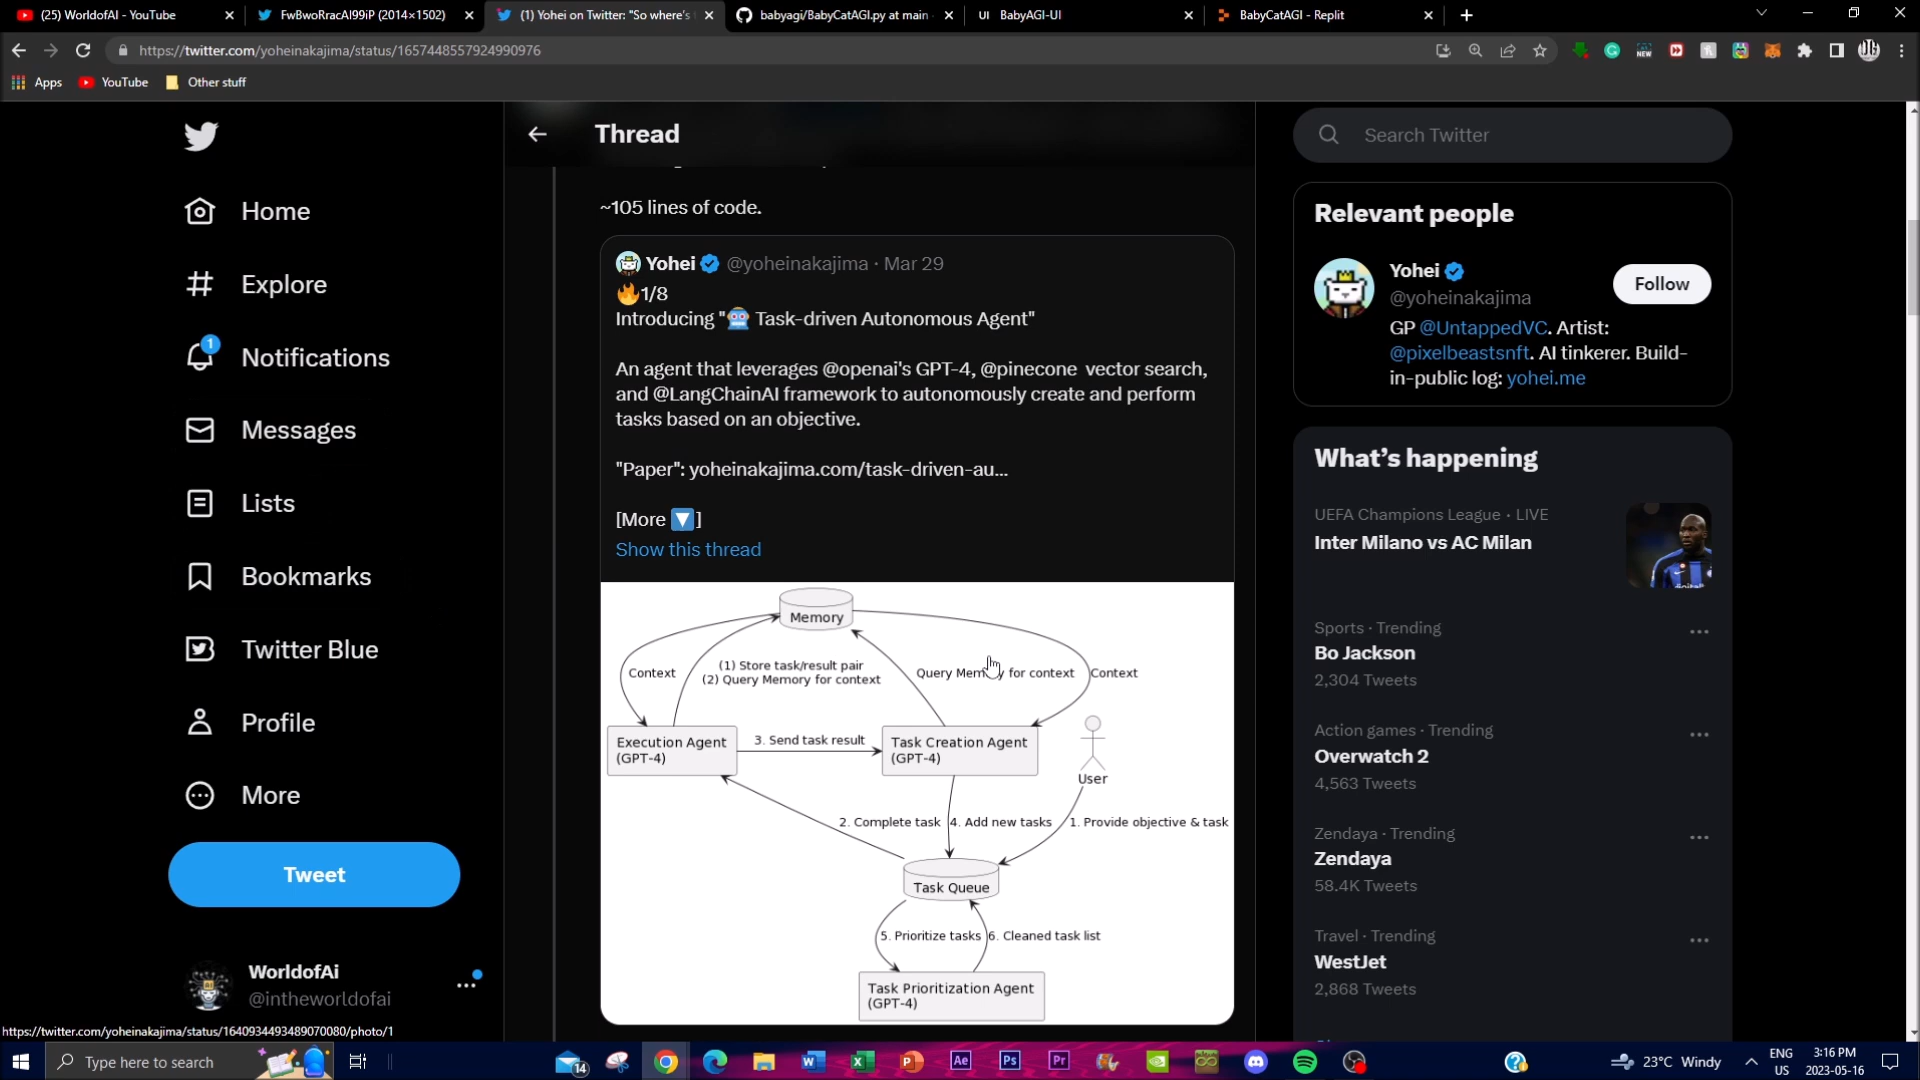 (25) WorldofAI - YouTube
FwBwoRracAI99iP (2014×1502)
(1) Yohei on Twitter: "So where's
babyagi/BabyCatAGI.py at main
UI BabyAGI-UI
BabyCatAGI - Replit
https://twitter.com/yoheinakajima/status/1657448557924990976
Apps
YouTube
Other stuff
Home
Explore
1
Notifications
Messages
Lists
Bookmarks
Twitter Blue
Profile
More
Tweet
WorldofAi
@intheworldofai
Thread
~105 lines of code.
Yohei @yoheinakajima · Mar 29
🔥1/8
Introducing "🤖 Task-driven Autonomous Agent"
An agent that leverages @openai's GPT-4, @pinecone vector search,
and @LangChainAI framework to autonomously create and perform
tasks based on an objective.
"Paper": yoheinakajima.com/task-driven-au...
[More 🔽]
Show this thread
Memory
Context
(1) Store task/result pair
(2) Query Memory for context
Query Memory for context
Context
Execution Agent
(GPT-4)
3. Send task result
Task Creation Agent
(GPT-4)
User
2. Complete task
4. Add new tasks
1. Provide objective & task
Task Queue
5. Prioritize tasks
6. Cleaned task list
Task Prioritization Agent
(GPT-4)
Search Twitter
Relevant people
Yohei
@yoheinakajima
Follow
GP @UntappedVC. Artist:
@pixelbeastsnft. AI tinkerer. Build-
in-public log: yohei.me
What's happening
UEFA Champions League · LIVE
Inter Milano vs AC Milan
Sports · Trending
Bo Jackson
2,304 Tweets
Action games · Trending
Overwatch 2
4,563 Tweets
Zendaya · Trending
Zendaya
58.4K Tweets
Travel · Trending
WestJet
2,868 Tweets
https://twitter.com/yoheinakajima/status/1640934493489070080/photo/1
Type here to search
14
Ae
Ps
Pr
23°C Windy
ENG
US
3:16 PM
2023-05-16